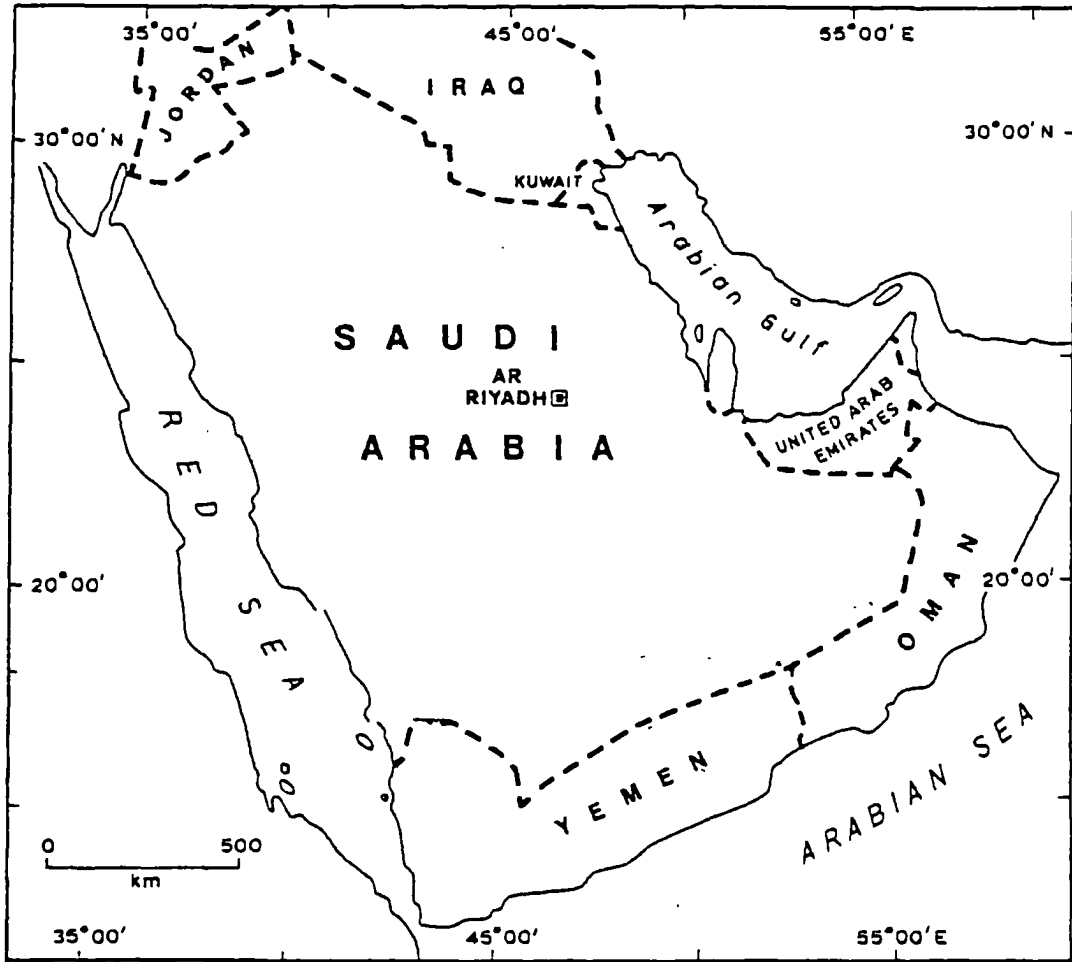 35°00'
45°00'
55°00' E
JORDAN
IRAQ
30°00' N
30°00' N
KUWAIT
Arabian Gulf
SAUDI
AR
RIYADH
ARABIA
UNITED ARAB
EMIRATES
RED SEA
20°00'
20°00'
OMAN
YEMEN
ARABIAN SEA
0 500
km
35°00'
45°00'
55°00' E